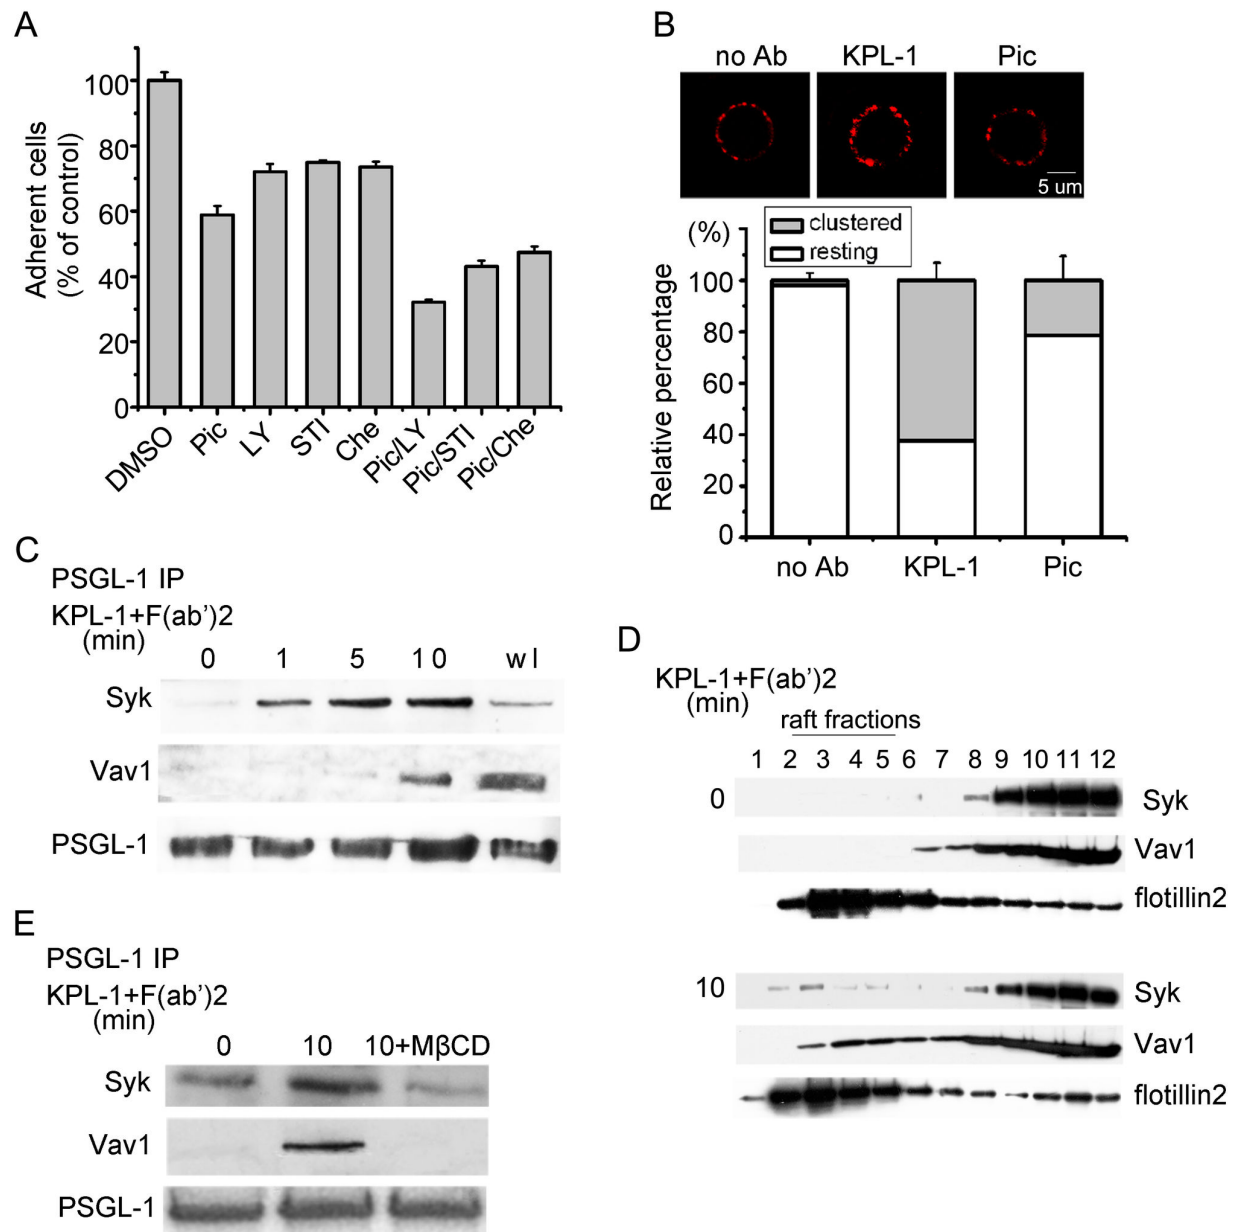 A
Adherent cells
(% of control)
100
80
60
40
20
0
DMSO
Pic
LY
STI
Che
Pic/LY
Pic/STI
Pic/Che
B
no Ab KPL-1 Pic
5 um
(%)
clustered
resting
Relative percentage
100
80
60
40
20
0
no Ab KPL-1 Pic
C
PSGL-1 IP
KPL-1+F(ab')2
(min)
0 1 5 10 wl
Syk
Vav1
PSGL-1
D
KPL-1+F(ab')2
(min)
raft fractions
1 2 3 4 5 6 7 8 9 10 11 12
0 Syk
Vav1
flotillin2
10 Syk
Vav1
flotillin2
E
PSGL-1 IP
KPL-1+F(ab')2
(min)
0 10 10+MβCD
Syk
Vav1
PSGL-1